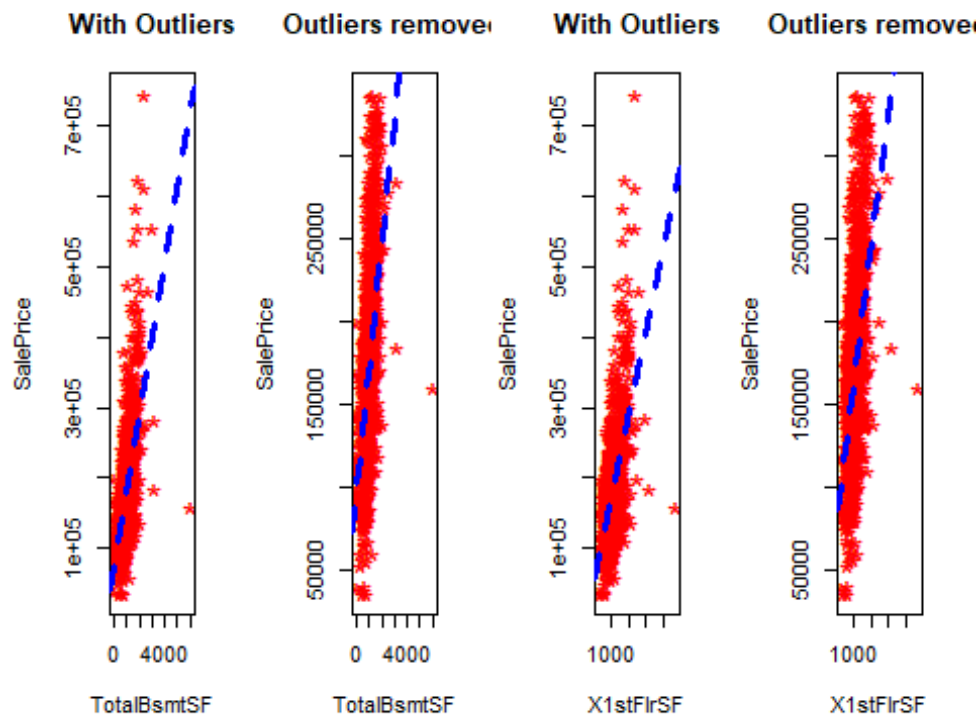 With Outliers
Outliers remove
With Outliers
Outliers remove
SalePrice
1e+05
3e+05
5e+05
7e+05
0
4000
TotalBsmtSF
SalePrice
50000
150000
250000
0
4000
TotalBsmtSF
SalePrice
1e+05
3e+05
5e+05
7e+05
1000
X1stFlrSF
SalePrice
50000
150000
250000
1000
X1stFlrSF